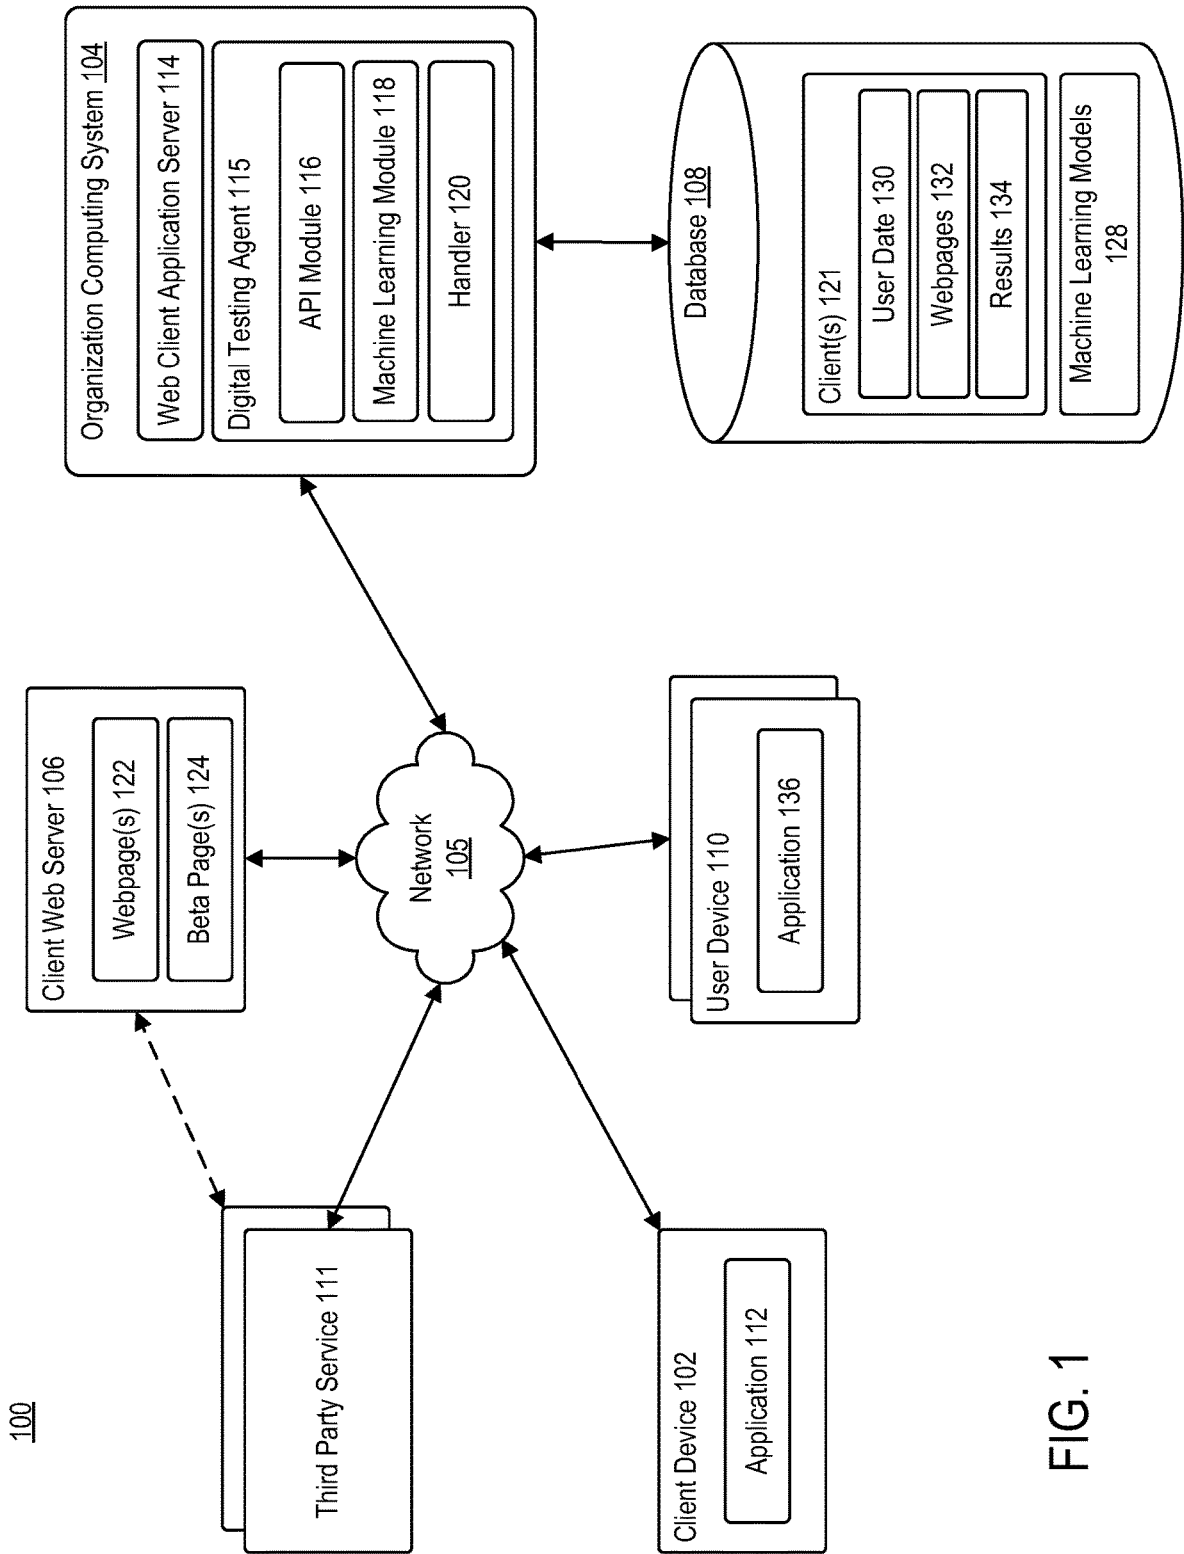 100
Third Party Service 111
Client Web Server 106
Webpage(s) 122
Beta Page(s) 124
Organization Computing System 104
Web Client Application Server 114
Digital Testing Agent 115
API Module 116
Machine Learning Module 118
Handler 120
Network
105
Client Device 102
Application 112
User Device 110
Application 136
Database 108
Client(s) 121
User Date 130
Webpages 132
Results 134
Machine Learning Models
128
FIG. 1